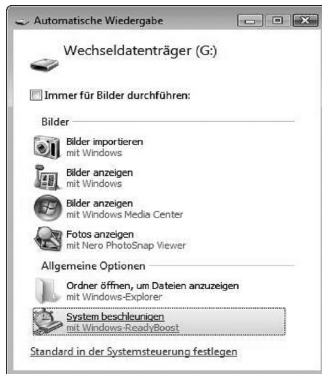 Automatische Wiedergabe
Wechseldatenträger (G:)
Immer für Bilder durchführen:
Bilder
Bilder importieren
mit Windows
Bilder anzeigen
mit Windows
Bilder anzeigen
mit Windows Media Center
Fotos anzeigen
mit Nero PhotoSnap Viewer
Allgemeine Optionen
Ordner öffnen, um Dateien anzuzeigen
mit Windows-Explorer
System beschleunigen
mit Windows-ReadyBoost
Standard in der Systemsteuerung festlegen